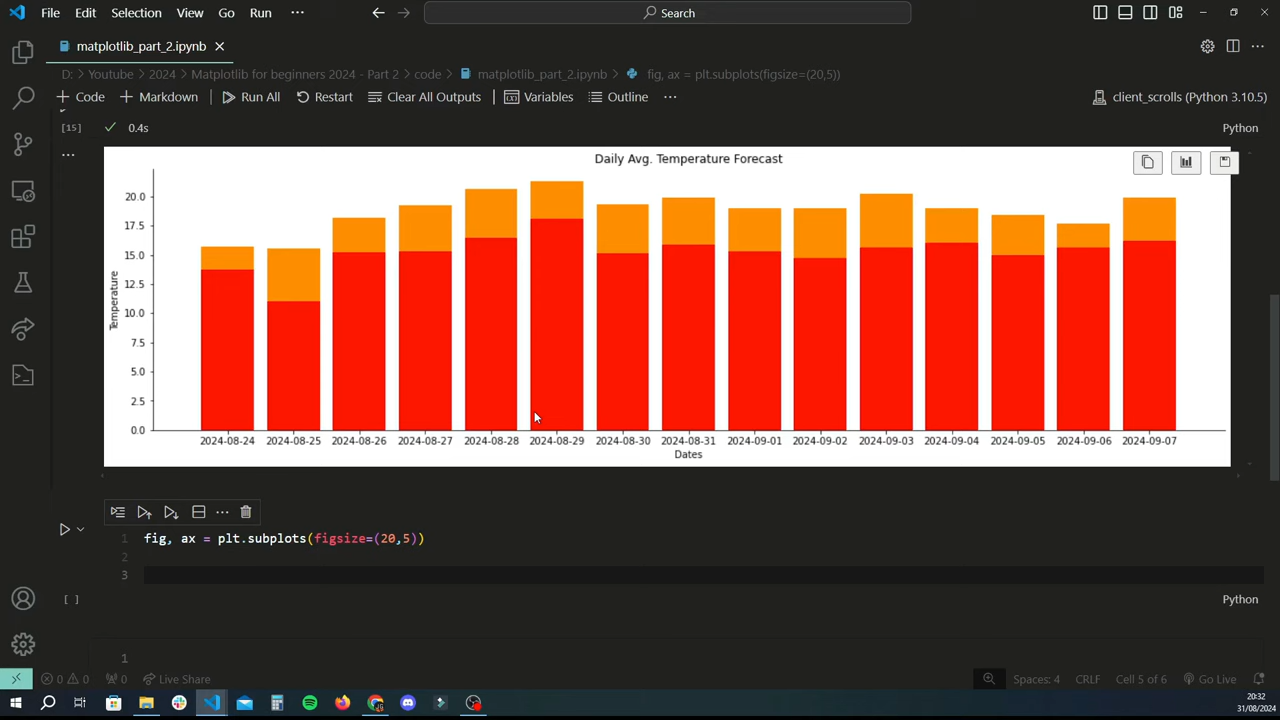 File Edit Selection View Go Run ··· Search
matplotlib_part_2.ipynb
D: > Youtube > 2024 > Matplotlib for beginners 2024 - Part 2 > code > matplotlib_part_2.ipynb > fig, ax = plt.subplots(figsize=(20,5))
+ Code + Markdown Run All Restart Clear All Outputs Variables Outline ··· client_scrolls (Python 3.10.5)
[15] 0.4s Python
Daily Avg. Temperature Forecast
20.0
17.5
15.0
12.5
10.0
7.5
5.0
2.5
0.0
Temperature
2024-08-24 2024-08-25 2024-08-26 2024-08-27 2024-08-28 2024-08-29 2024-08-30 2024-08-31 2024-09-01 2024-09-02 2024-09-03 2024-09-04 2024-09-05 2024-09-06 2024-09-07
Dates
1 fig, ax = plt.subplots(figsize=(20,5))
2
3
[ ] Python
1
0 0 0 Live Share Spaces: 4 CRLF Cell 5 of 6 Go Live
20:32
31/08/2024